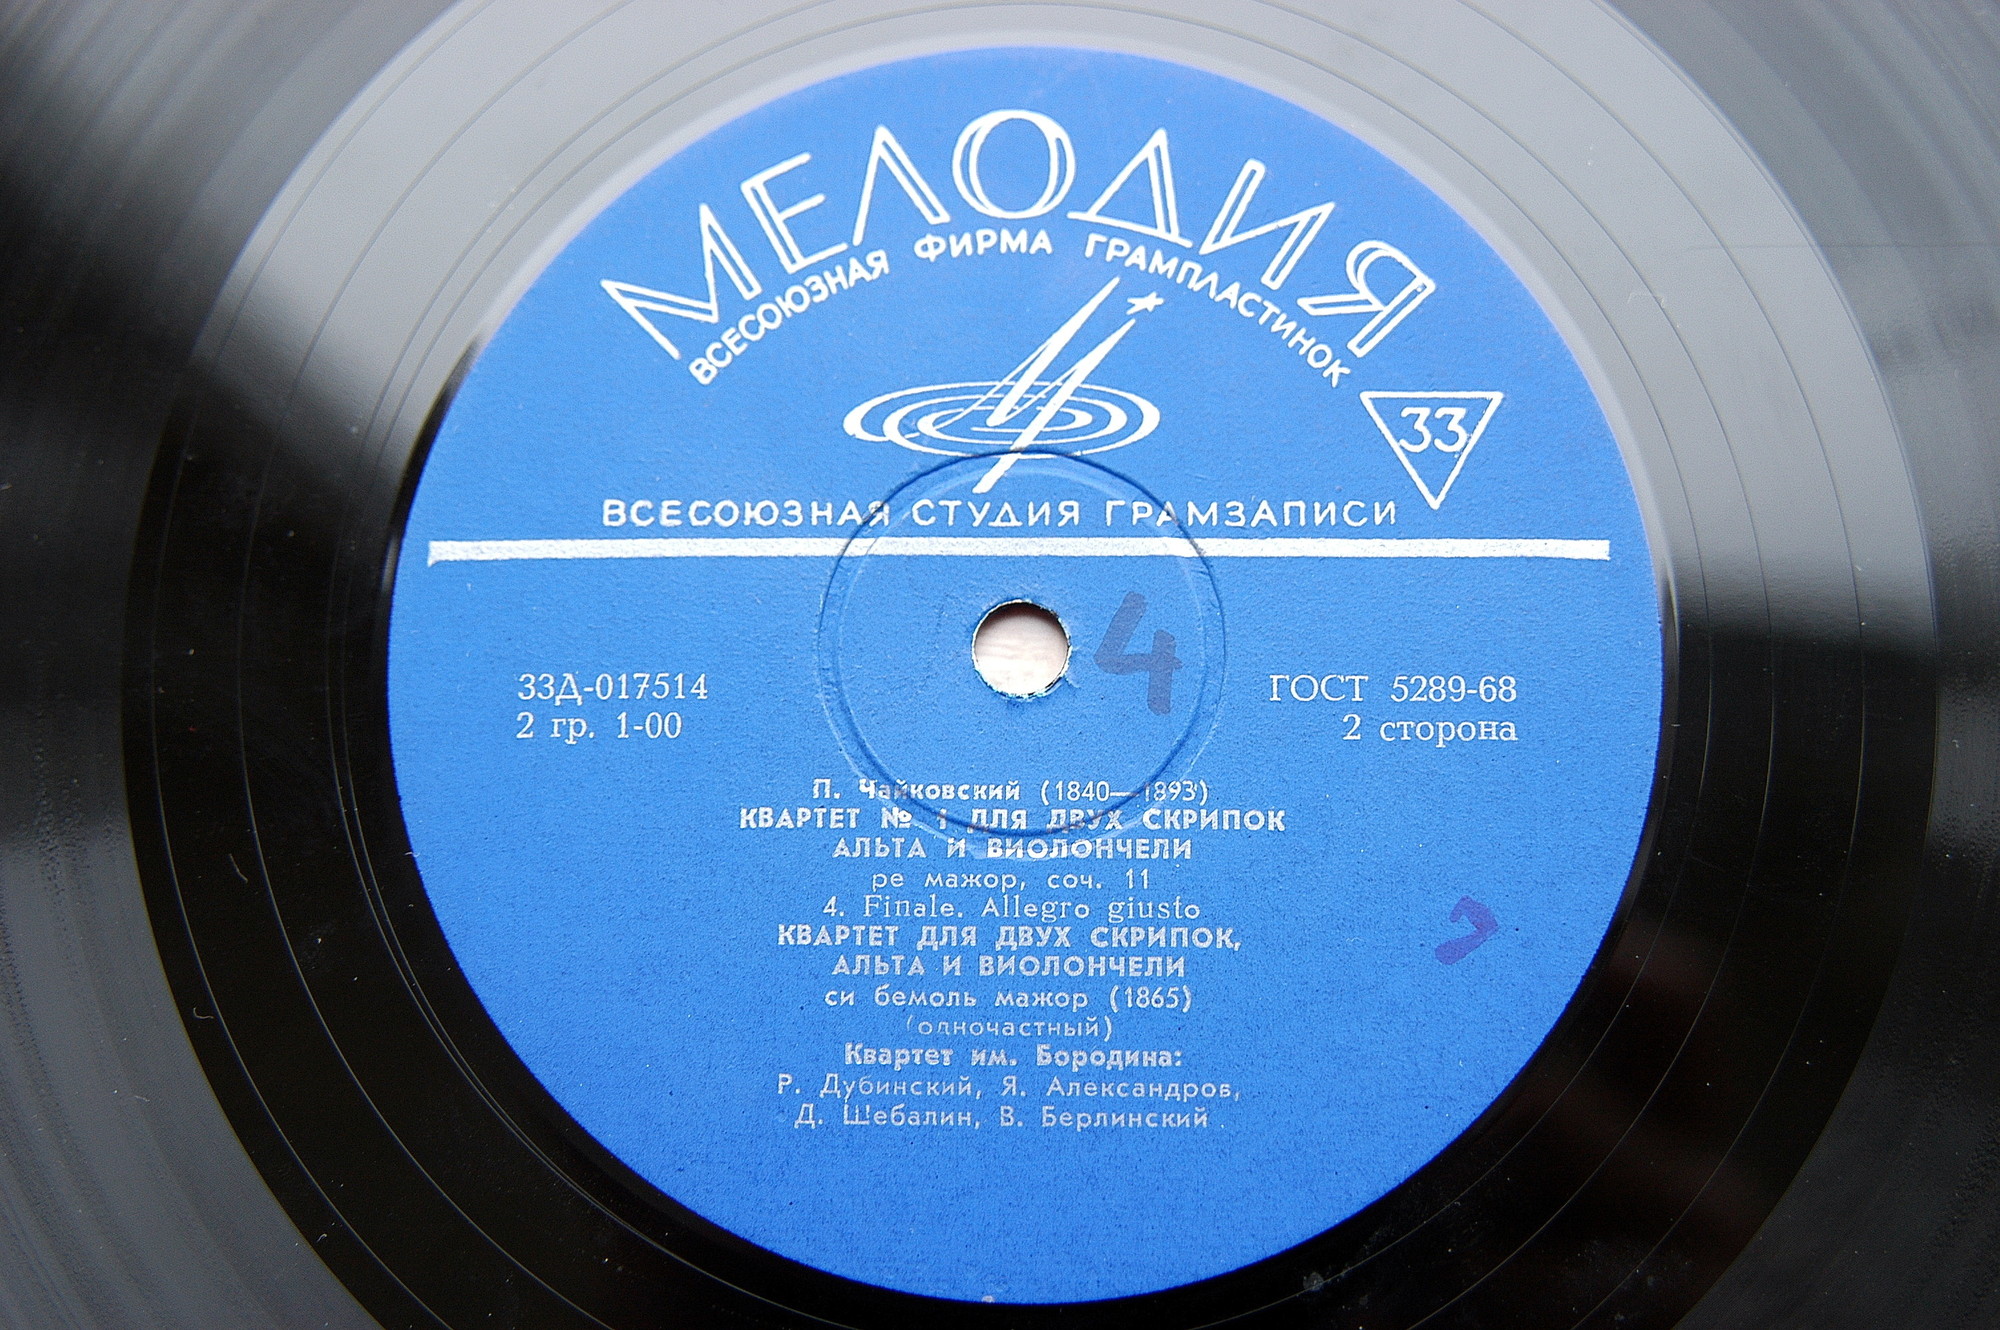 МЕЛОДИЯ
ВСЕСОЮЗНАЯ ФИРМА ГРАМПЛАСТИНОК
33
ВСЕСОЮЗНАЯ СТУДИЯ ГРАМЗАПИСИ
4
33Д-017514
2 гр. 1-00
ГОСТ 5289-68
2 сторона
П. Чайковский (1840—1893)
КВАРТЕТ № 1 ДЛЯ ДВУХ СКРИПОК
АЛЬТА И ВИОЛОНЧЕЛИ
ре мажор, соч. 11
4. Finale. Allegro giusto
КВАРТЕТ ДЛЯ ДВУХ СКРИПОК,
АЛЬТА И ВИОЛОНЧЕЛИ
си бемоль мажор (1865)
(одночастный)
Квартет им. Бородина:
Р. Дубинский, Я. Александров,
Д. Шебалин, В. Берлинский